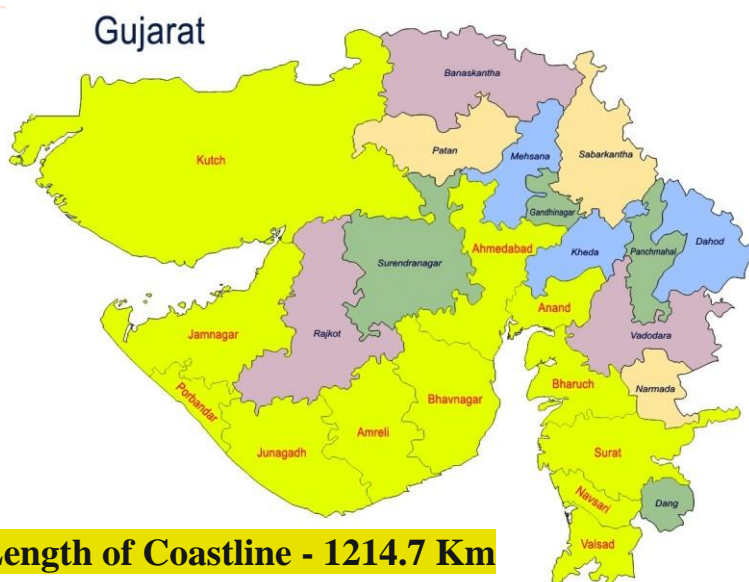 Gujarat
Banaskantha
Patan
Mehsana
Sabarkantha
Kutch
Gandhinagar
Ahmedabad
Kheda
Panchmahal
Dahod
Surendranagar
Anand
Jamnagar
Rajkot
Vadodara
Porbandar
Bhavnagar
Bharuch
Narmada
Junagadh
Amreli
Surat
Navsari
Dang
Valsad
Length of Coastline - 1214.7 Km